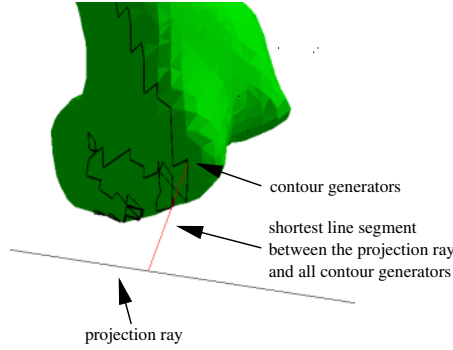 contour generators
shortest line segment
between the projection ray
and all contour generators
projection ray